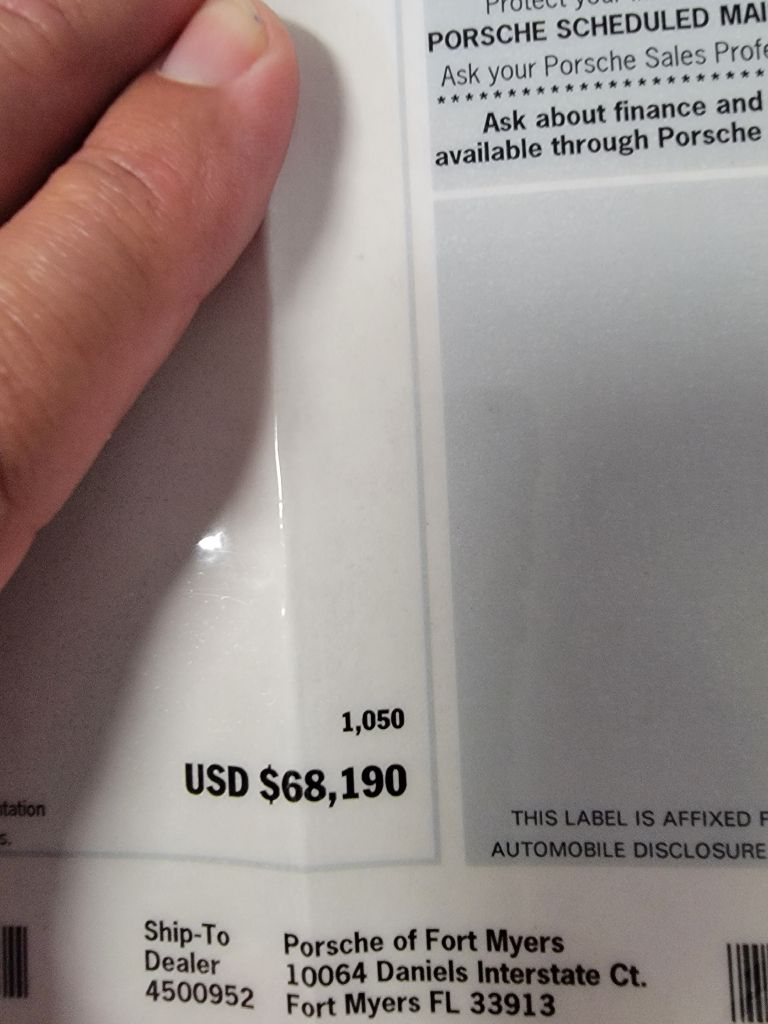 PORSCHE SCHEDULED MAI
Ask your Porsche Sales Profe
**********************
Ask about finance and
available through Porsche
1,050
USD $68,190
tation
s.
THIS LABEL IS AFFIXED
AUTOMOBILE DISCLOSURE
Ship-To
Dealer
4500952
Porsche of Fort Myers
10064 Daniels Interstate Ct.
Fort Myers FL 33913